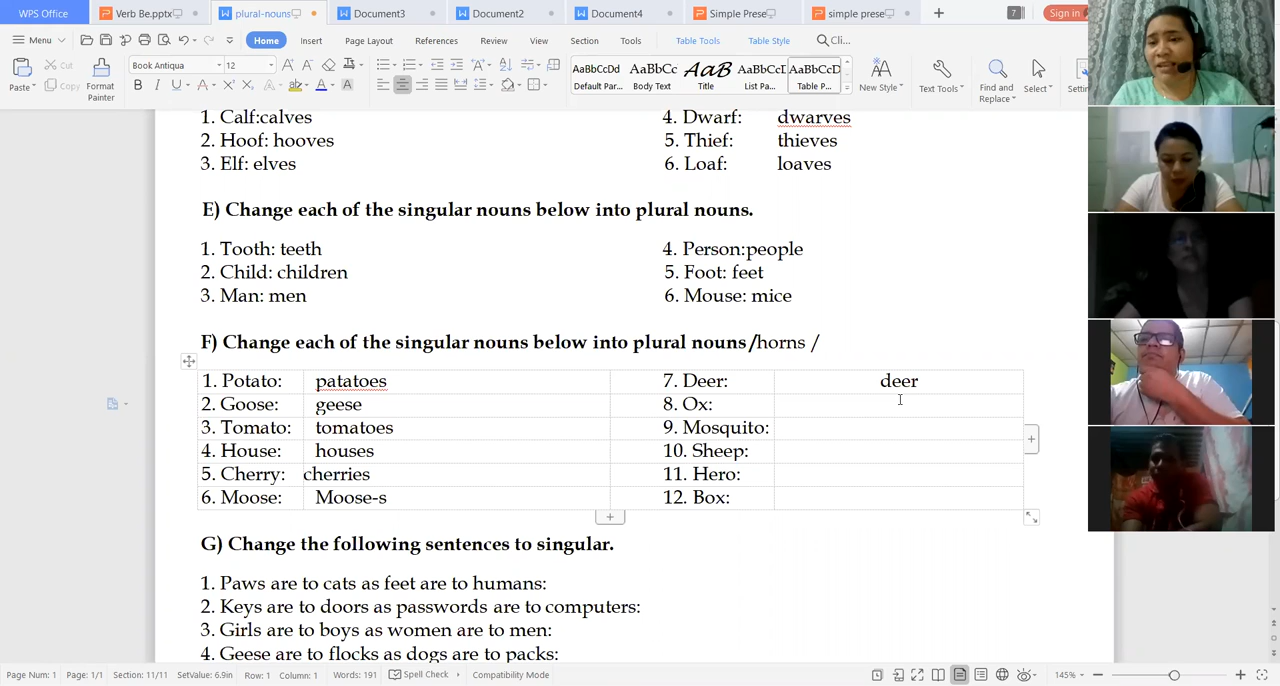 WPS Office Verb Be.pptx plural-nouns Document3 Document2 Document4 Simple Prese simple prese 7 Sign in
Menu Home Insert Page Layout References Review View Section Tools Table Tools Table Style Cli...
Paste Cut Copy Format Painter Book Antiqua 12 AaBbCcDd Default Par... AaBbCc Body Text AaB Title AaBbCcD List Pa... AaBbCcD Table P... New Style Text Tools Find and Replace Select Settin
1. Calf:calves 4. Dwarf: dwarves
2. Hoof: hooves 5. Thief: thieves
3. Elf: elves 6. Loaf: loaves
E) Change each of the singular nouns below into plural nouns.
1. Tooth: teeth 4. Person:people
2. Child: children 5. Foot: feet
3. Man: men 6. Mouse: mice
F) Change each of the singular nouns below into plural nouns /horns /
1. Potato: patatoes 7. Deer: deer
2. Goose: geese 8. Ox:
3. Tomato: tomatoes 9. Mosquito:
4. House: houses 10. Sheep:
5. Cherry: cherries 11. Hero:
6. Moose: Moose-s 12. Box:
G) Change the following sentences to singular.
1. Paws are to cats as feet are to humans:
2. Keys are to doors as passwords are to computers:
3. Girls are to boys as women are to men:
4. Geese are to flocks as dogs are to packs:
Page Num: 1 Page: 1/1 Section: 11/11 SetValue: 6.9in Row: 1 Column: 1 Words: 191 Spell Check Compatibility Mode 145%